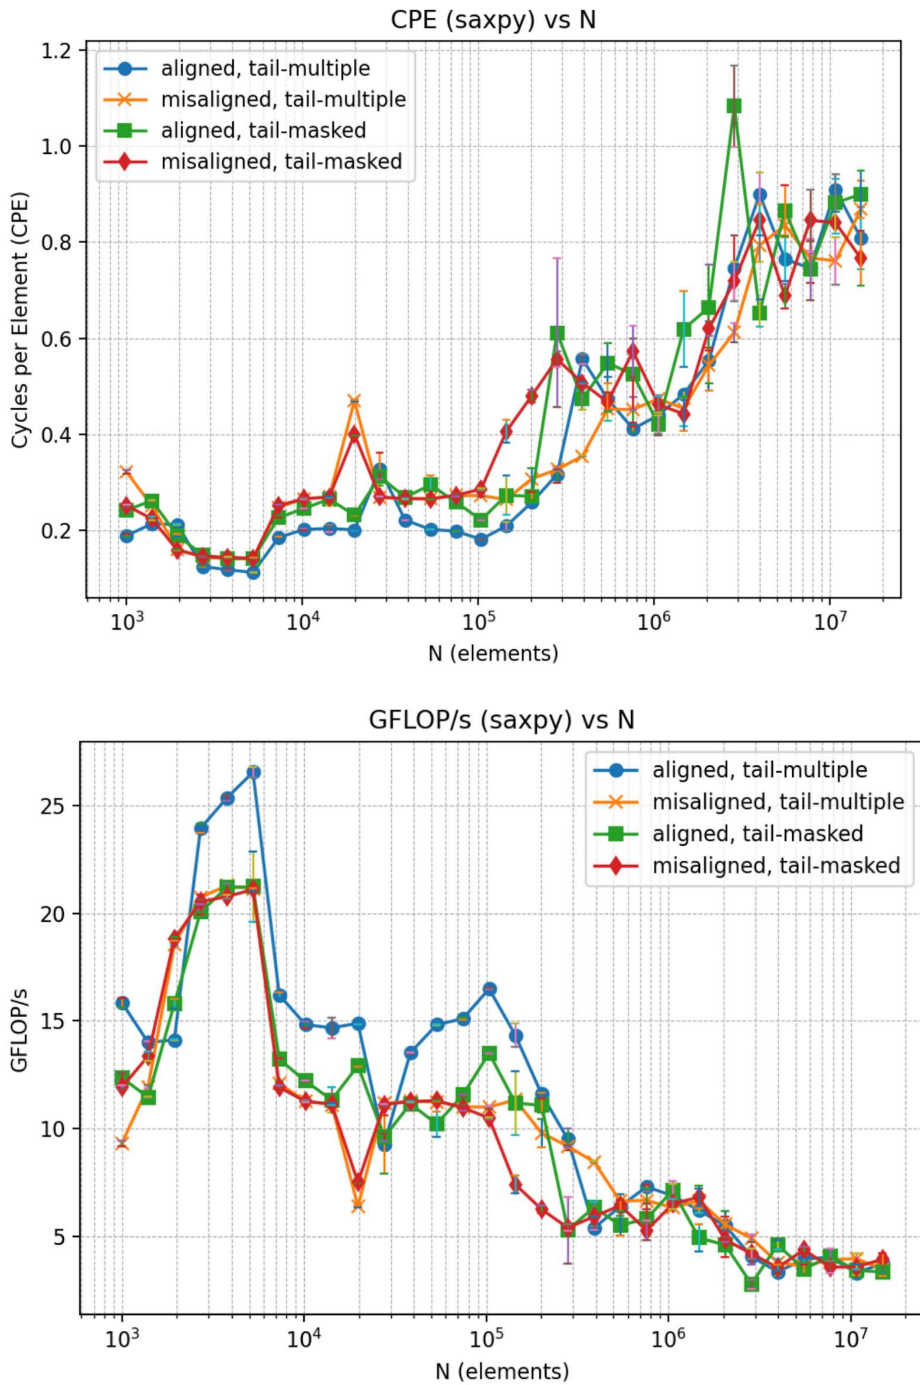 CPE (saxpy) vs N
1.2
1.0
0.8
0.6
0.4
0.2
Cycles per Element (CPE)
aligned, tail-multiple
misaligned, tail-multiple
aligned, tail-masked
misaligned, tail-masked
10³
10⁴
10⁵
10⁶
10⁷
N (elements)
GFLOP/s (saxpy) vs N
25
20
15
10
5
GFLOP/s
aligned, tail-multiple
misaligned, tail-multiple
aligned, tail-masked
misaligned, tail-masked
10³
10⁴
10⁵
10⁶
10⁷
N (elements)